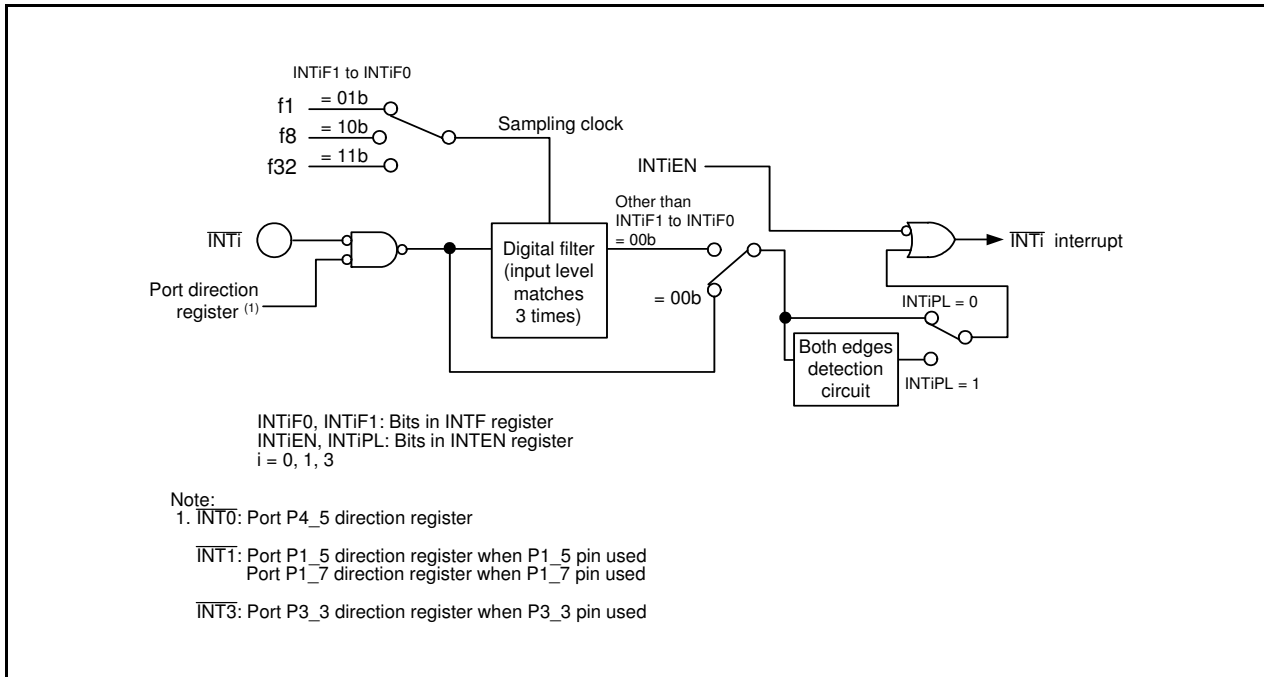 INTiF1 to INTiF0
f1
= 01b
f8
= 10b
f32
= 11b
Sampling clock
INTiEN
Other than
INTiF1 to INTiF0
= 00b
INTi
Digital filter
(input level
matches
3 times)
= 00b
INTi interrupt
Port direction
register (1)
INTiPL = 0
Both edges
detection
circuit
INTiPL = 1
INTiF0, INTiF1: Bits in INTF register
INTiEN, INTiPL: Bits in INTEN register
i = 0, 1, 3
Note:
1. INT0: Port P4_5 direction register
INT1: Port P1_5 direction register when P1_5 pin used
Port P1_7 direction register when P1_7 pin used
INT3: Port P3_3 direction register when P3_3 pin used